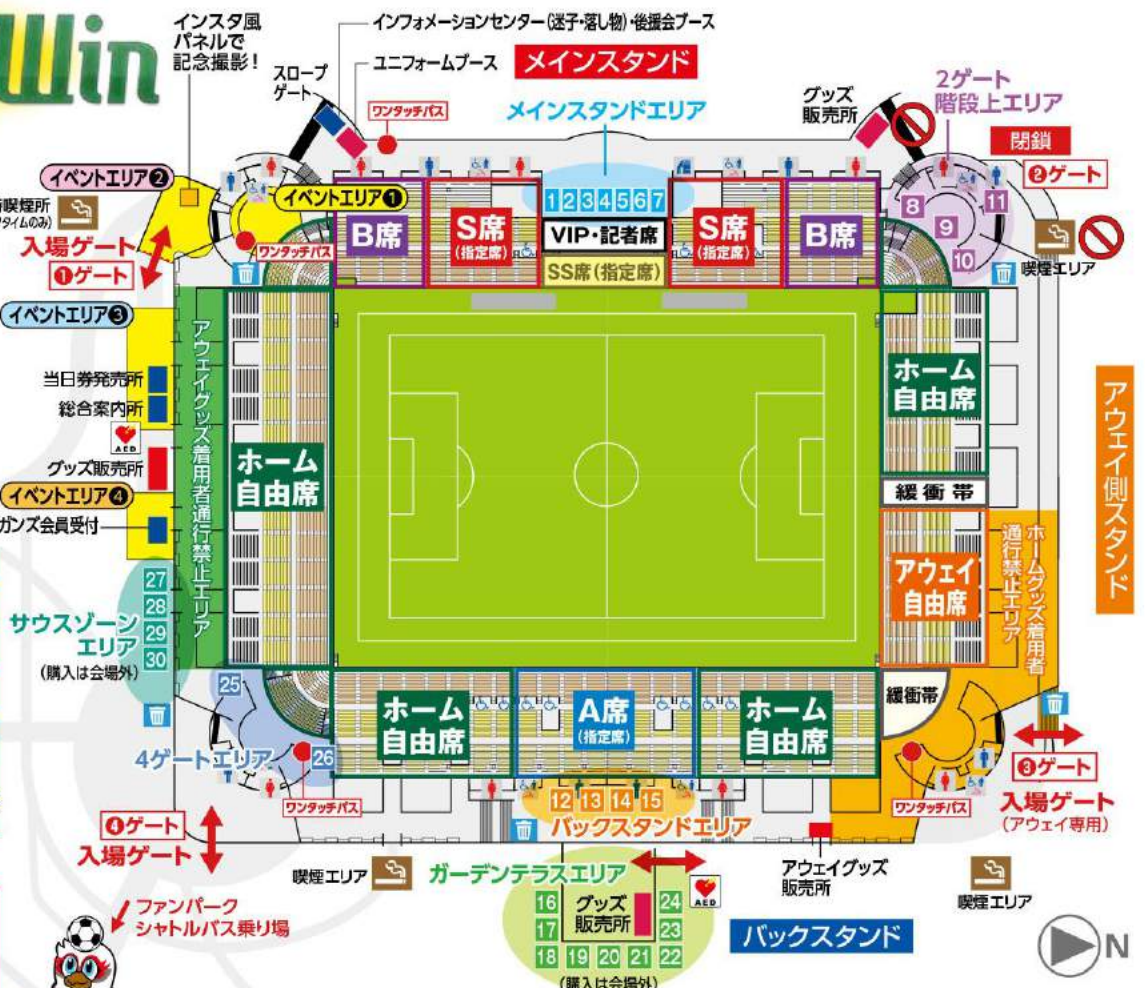 Win
インスタ風
パネルで
記念撮影!
インフォメーションセンター(迷子・落し物)・後援会ブース
ユニフォームブース
メインスタンド
スロープ
ゲート
ワンタッチパス
メインスタンドエリア
グッズ
販売所
2ゲート
階段上エリア
閉鎖
❷ゲート
イベントエリア❷
イベントエリア❶
喫煙所
タイムのみ)
入場ゲート
❶ゲート
ワンタッチパス
B席
S席
(指定席)
1 2 3 4 5 6 7
VIP・記者席
SS席(指定席)
S席
(指定席)
B席
8
9
10
11
喫煙エリア
イベントエリア❸
当日券発売所
総合案内所
AED
グッズ販売所
イベントエリア❹
ガンズ会員受付
アウェイグッズ着用者通行禁止エリア
ホーム
自由席
ホーム
自由席
緩衝帯
アウェイ
自由席
ホームグッズ着用者
通行禁止エリア
アウェイ側スタンド
27
28
29
30
サウスゾーン
エリア
(購入は会場外)
25
26
4ゲートエリア
ワンタッチパス
ホーム
自由席
A席
(指定席)
ホーム
自由席
緩衝帯
❸ゲート
入場ゲート
(アウェイ専用)
ワンタッチパス
12 13 14 15
バックスタンドエリア
❹ゲート
入場ゲート
喫煙エリア
ガーデンテラスエリア
アウェイグッズ
販売所
喫煙エリア
AED
16
17
18 19 20 21 22
23
24
グッズ
販売所
(購入は会場外)
バックスタンド
ファンパーク
シャトルバス乗り場
N